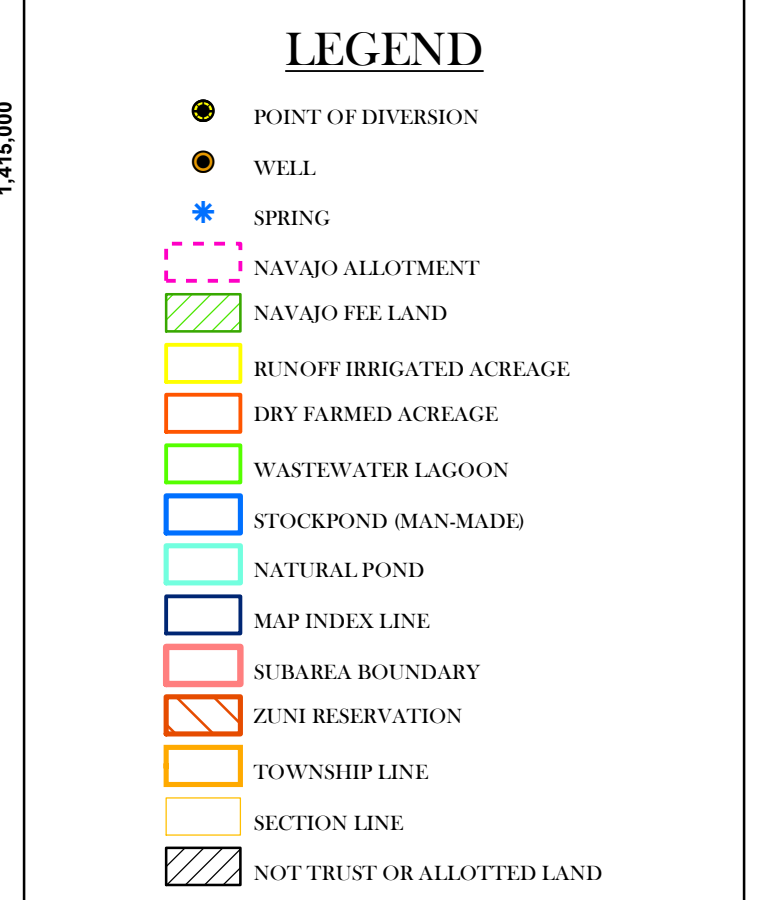 LEGEND
1,415,000
POINT OF DIVERSION
WELL
SPRING
NAVAJO ALLOTMENT
NAVAJO FEE LAND
RUNOFF IRRIGATED ACREAGE
DRY FARMED ACREAGE
WASTEWATER LAGOON
STOCKPOND (MAN-MADE)
NATURAL POND
MAP INDEX LINE
SUBAREA BOUNDARY
ZUNI RESERVATION
TOWNSHIP LINE
SECTION LINE
NOT TRUST OR ALLOTTED LAND